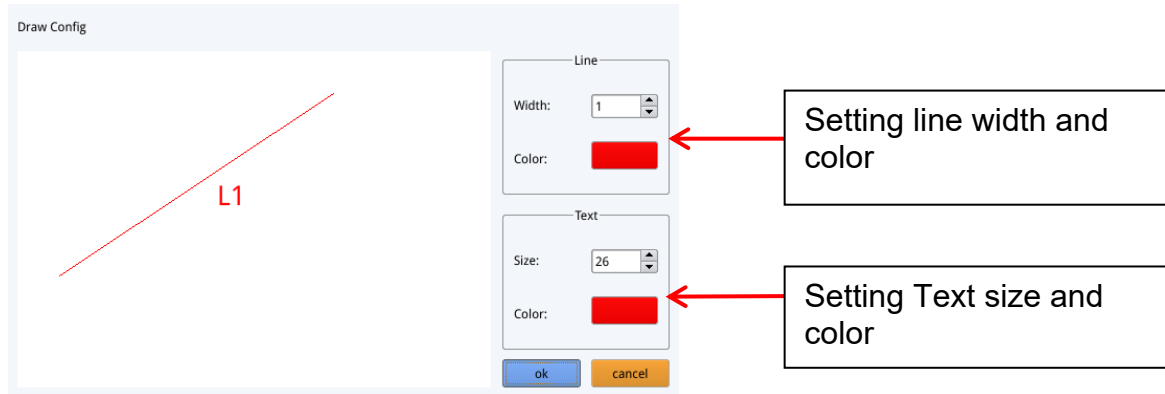 Draw Config
L1
Line
Width: 1
Color:
Text
Size: 26
Color:
ok cancel
Setting line width and
color
Setting Text size and
color